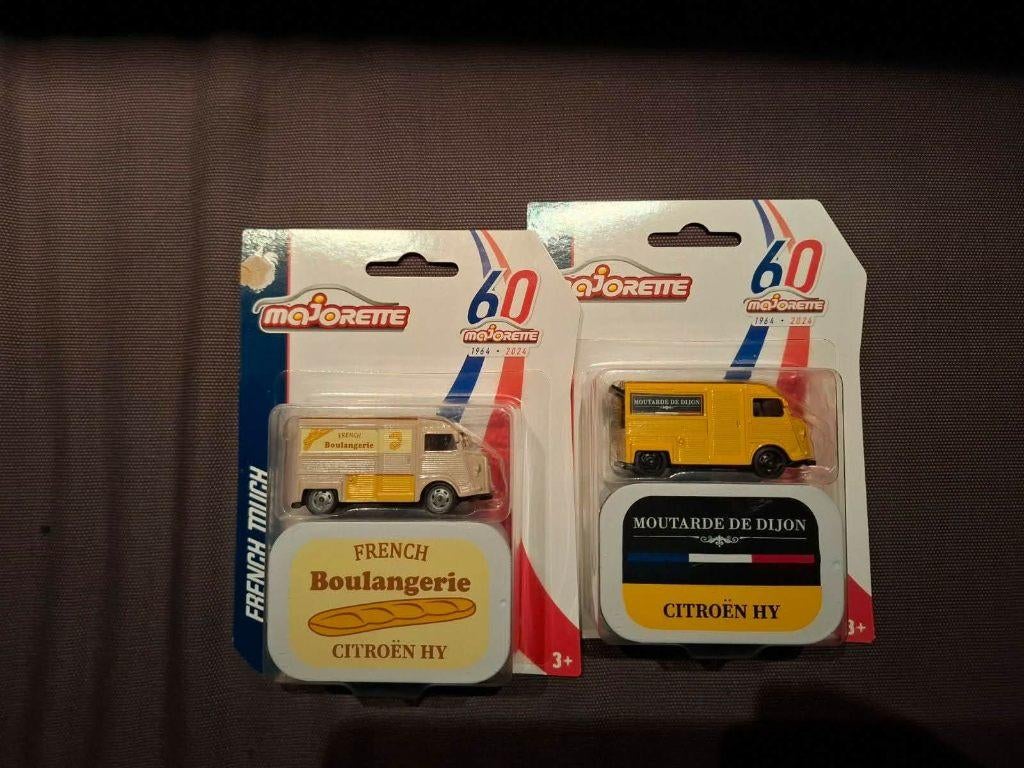 majorette
60
majorette
1964 • 2024
FRENCH
Boulangerie
FRENCH TOUCH
FRENCH
Boulangerie
CITROËN HY
3+
majorette
60
majorette
1964 • 2024
MOUTARDE DE DIJON
MOUTARDE DE DIJON
CITROËN HY
3+